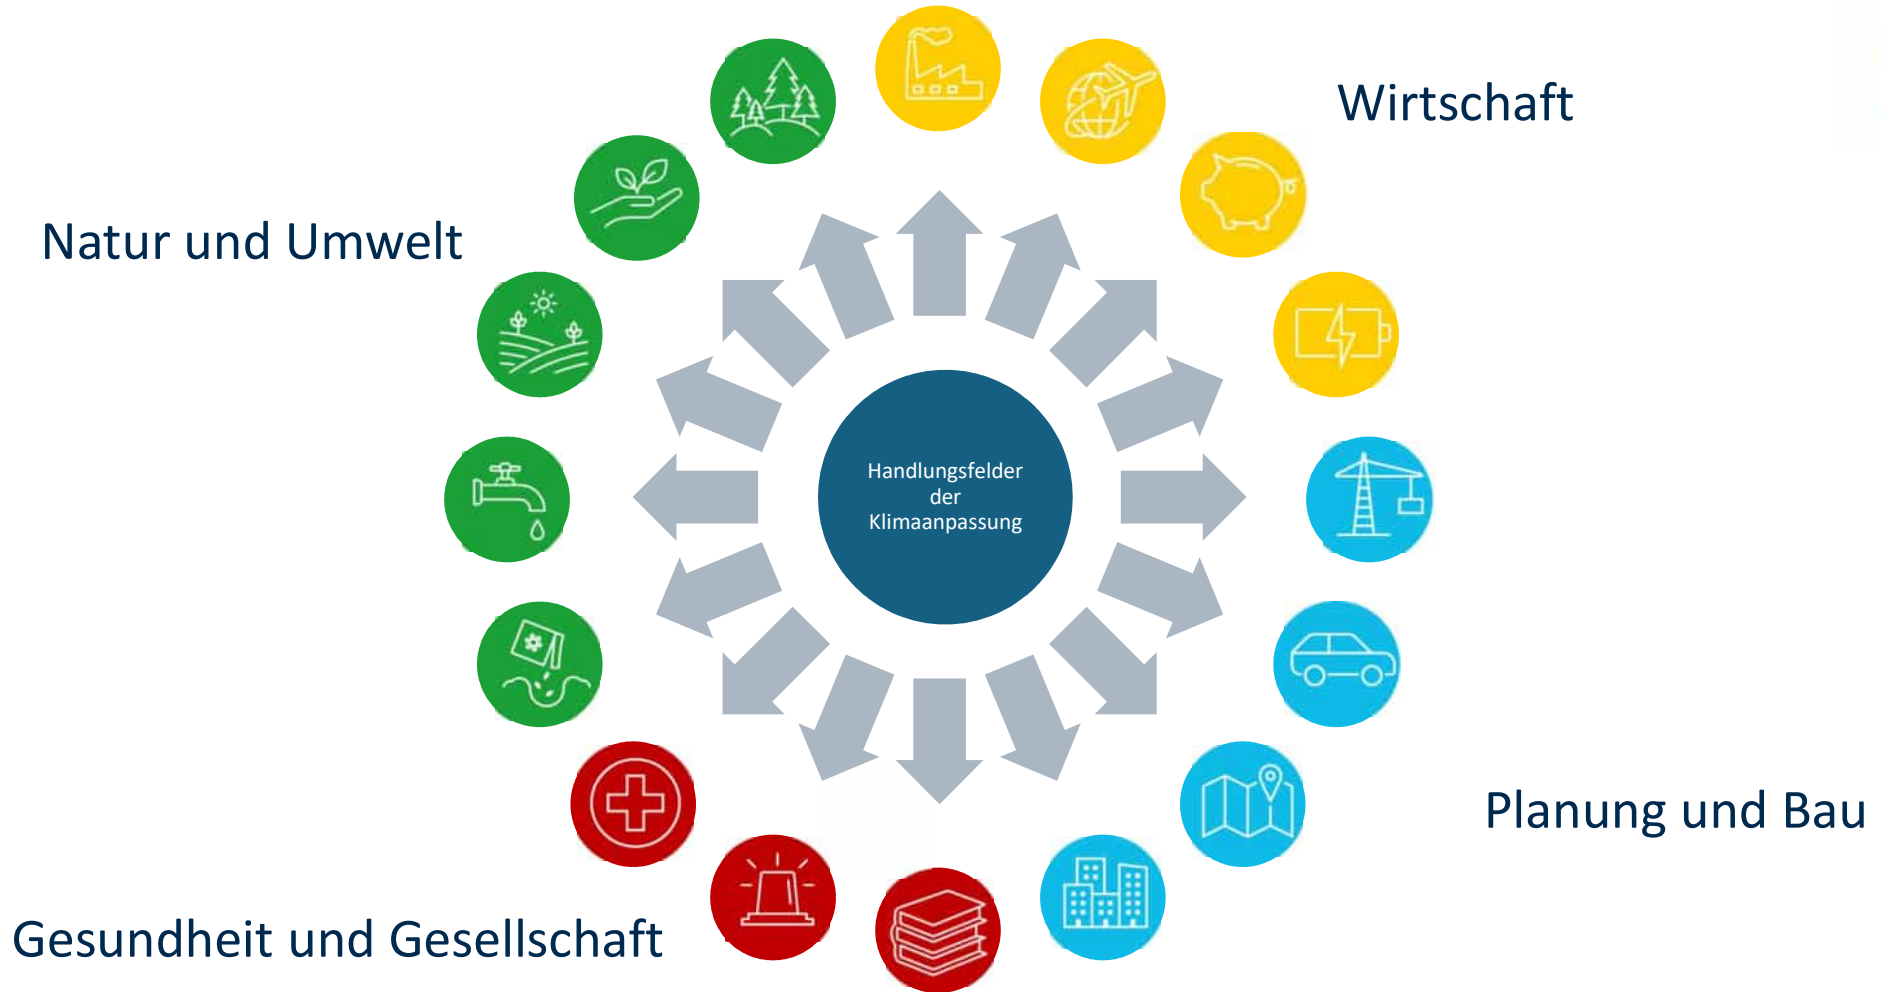 Wirtschaft
Natur und Umwelt
Handlungsfelder
der
Klimaanpassung
Planung und Bau
Gesundheit und Gesellschaft